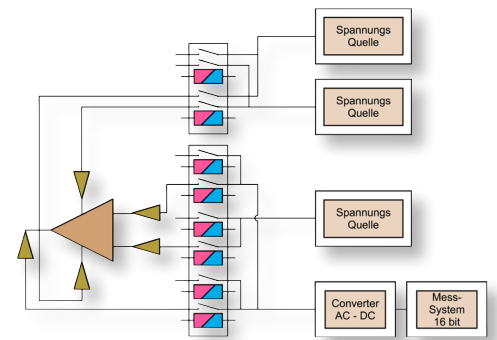 Spannungs
Quelle
Spannungs
Quelle
Spannungs
Quelle
Converter
AC - DC
Mess-
System
16 bit